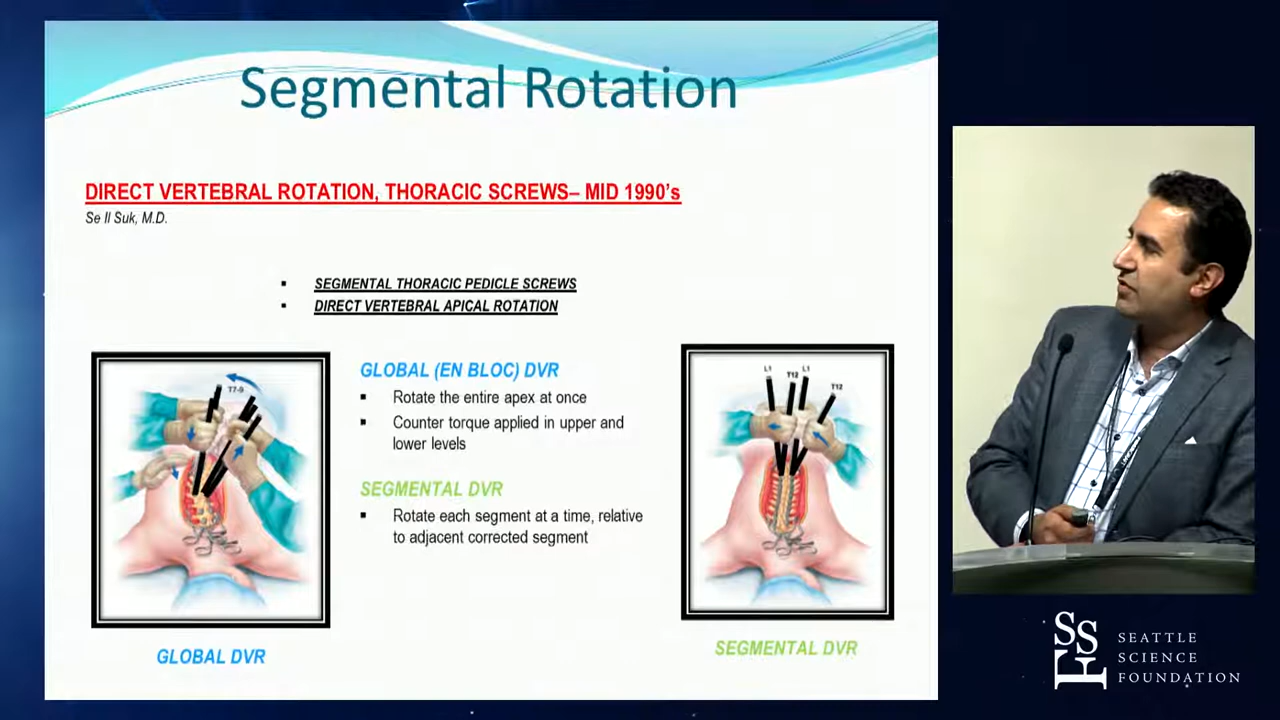 Segmental Rotation
DIRECT VERTEBRAL ROTATION, THORACIC SCREWS– MID 1990's
Se Il Suk, M.D.
▪ SEGMENTAL THORACIC PEDICLE SCREWS
▪ DIRECT VERTEBRAL APICAL ROTATION
T7-9
GLOBAL (EN BLOC) DVR
▪ Rotate the entire apex at once
▪ Counter torque applied in upper and
lower levels
SEGMENTAL DVR
▪ Rotate each segment at a time, relative
to adjacent corrected segment
L1 T12 L1
T12
GLOBAL DVR
SEGMENTAL DVR
SSF
SEATTLE
SCIENCE
FOUNDATION